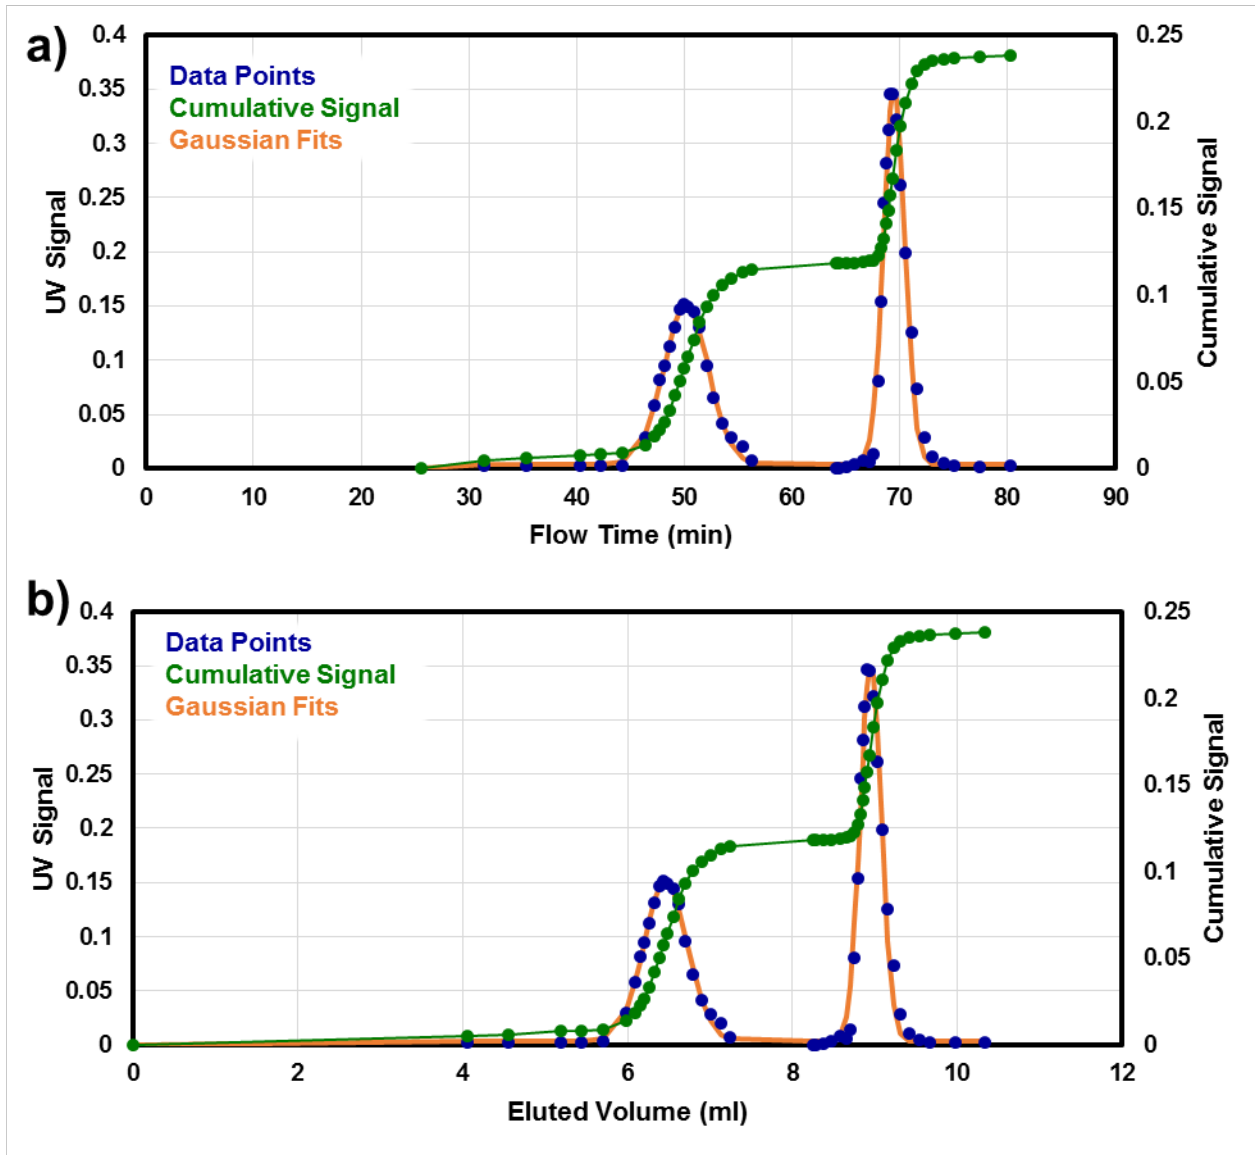 a)
0.4
0.35
0.3
0.25
0.2
0.15
0.1
0.05
0
UV Signal
Data Points
Cumulative Signal
Gaussian Fits
0.25
0.2
0.15
0.1
0.05
0
Cumulative Signal
0 10 20 30 40 50 60 70 80 90
Flow Time (min)
b)
0.4
0.35
0.3
0.25
0.2
0.15
0.1
0.05
0
UV Signal
Data Points
Cumulative Signal
Gaussian Fits
0.25
0.2
0.15
0.1
0.05
0
Cumulative Signal
0 2 4 6 8 10 12
Eluted Volume (ml)